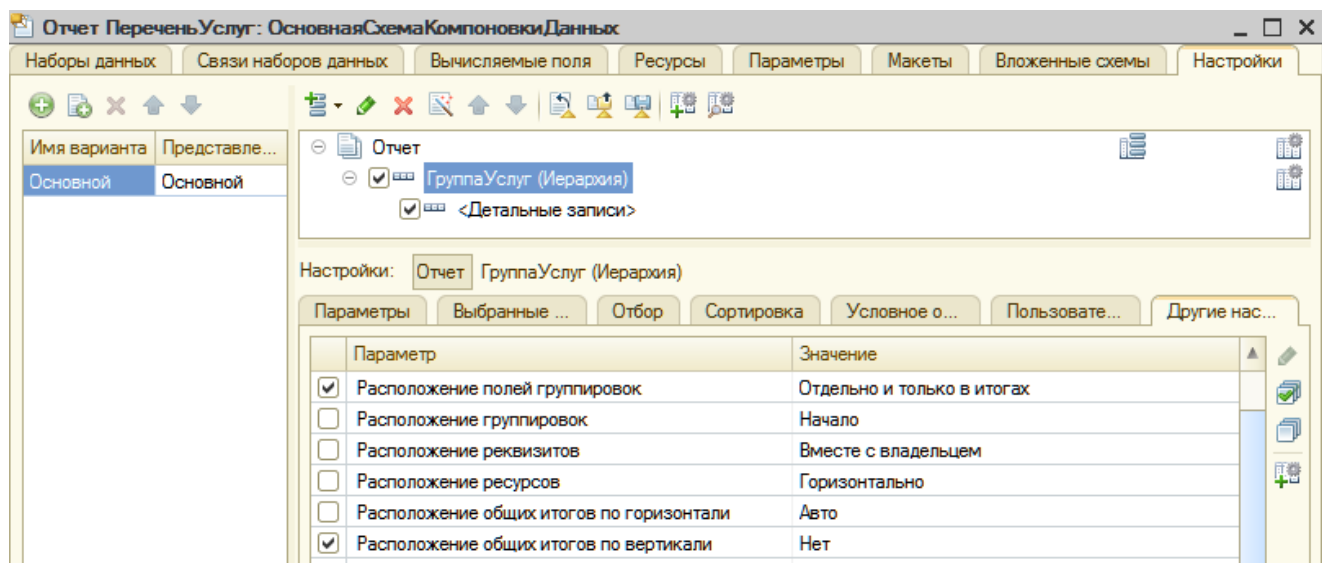 Отчет ПереченьУслуг: ОсновнаяСхемаКомпоновкиДанных
Наборы данных Связи наборов данных Вычисляемые поля Ресурсы Параметры Макеты Вложенные схемы Настройки
Имя варианта Представле...
Основной Основной
Отчет
ГруппаУслуг (Иерархия)
<Детальные записи>
Настройки: Отчет ГруппаУслуг (Иерархия)
Параметры Выбранные ... Отбор Сортировка Условное о... Пользовате... Другие нас...
Параметр Значение
Расположение полей группировок Отдельно и только в итогах
Расположение группировок Начало
Расположение реквизитов Вместе с владельцем
Расположение ресурсов Горизонтально
Расположение общих итогов по горизонтали Авто
Расположение общих итогов по вертикали Нет